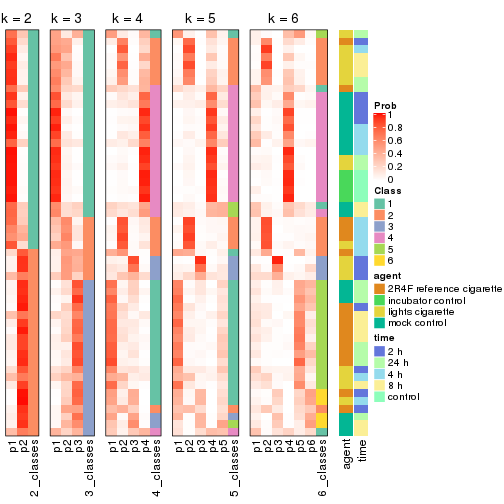 k = 2
k = 3
k = 4
k = 5
k = 6
Prob
1
0.8
0.6
0.4
0.2
0
Class
1
2
3
4
5
6
agent
2R4F reference cigarette
incubator control
lights cigarette
mock control
time
2 h
24 h
4 h
8 h
control
p1
p2
2_classes
p1
p2
p3
3_classes
p1
p2
p3
p4
4_classes
p1
p2
p3
p4
p5
5_classes
p1
p2
p3
p4
p5
p6
6_classes
agent
time